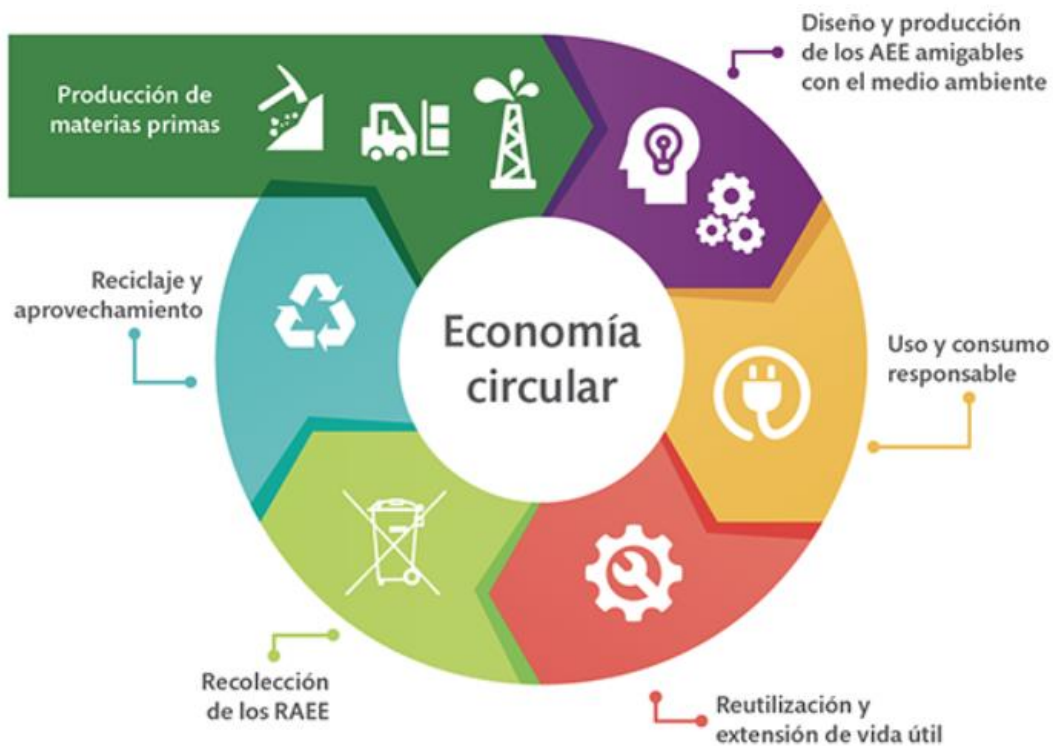 Producción de
materias primas
Diseño y producción
de los AEE amigables
con el medio ambiente
Uso y consumo
responsable
Reutilización y
extensión de vida útil
Recolección
de los RAEE
Reciclaje y
aprovechamiento
Economía
circular